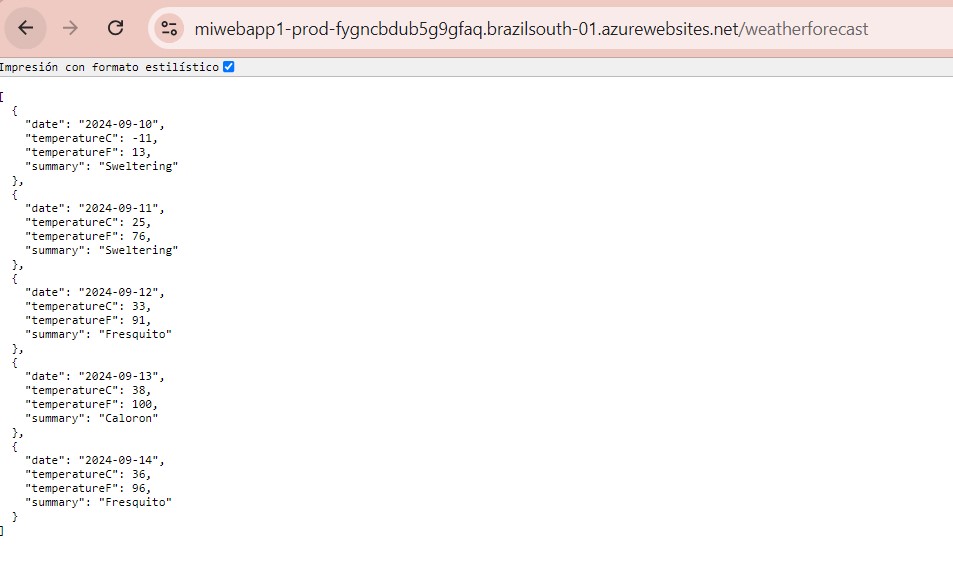 miwebapp1-prod-fygncbdub5g9gfaq.brazilsouth-01.azurewebsites.net/weatherforecast
Impresión con formato estilístico
[
  {
    "date": "2024-09-10",
    "temperatureC": -11,
    "temperatureF": 13,
    "summary": "Sweltering"
  },
  {
    "date": "2024-09-11",
    "temperatureC": 25,
    "temperatureF": 76,
    "summary": "Sweltering"
  },
  {
    "date": "2024-09-12",
    "temperatureC": 33,
    "temperatureF": 91,
    "summary": "Fresquito"
  },
  {
    "date": "2024-09-13",
    "temperatureC": 38,
    "temperatureF": 100,
    "summary": "Caloron"
  },
  {
    "date": "2024-09-14",
    "temperatureC": 36,
    "temperatureF": 96,
    "summary": "Fresquito"
  }
]